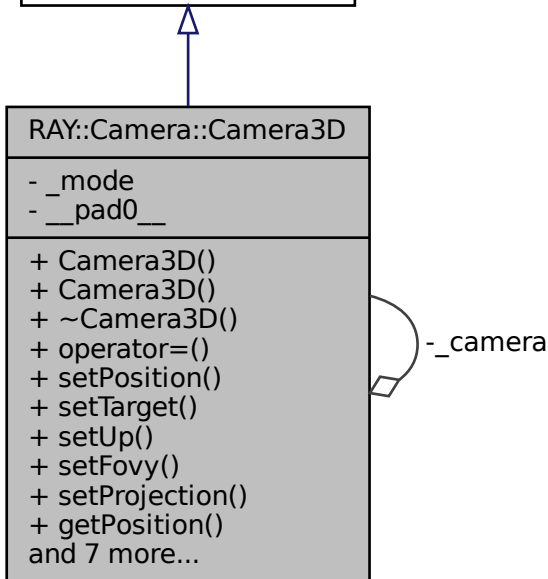 RAY::Camera::Camera3D
- _mode
- __pad0__
+ Camera3D()
+ Camera3D()
+ ~Camera3D()
+ operator=()
+ setPosition()
+ setTarget()
+ setUp()
+ setFovy()
+ setProjection()
+ getPosition()
and 7 more...
-_camera